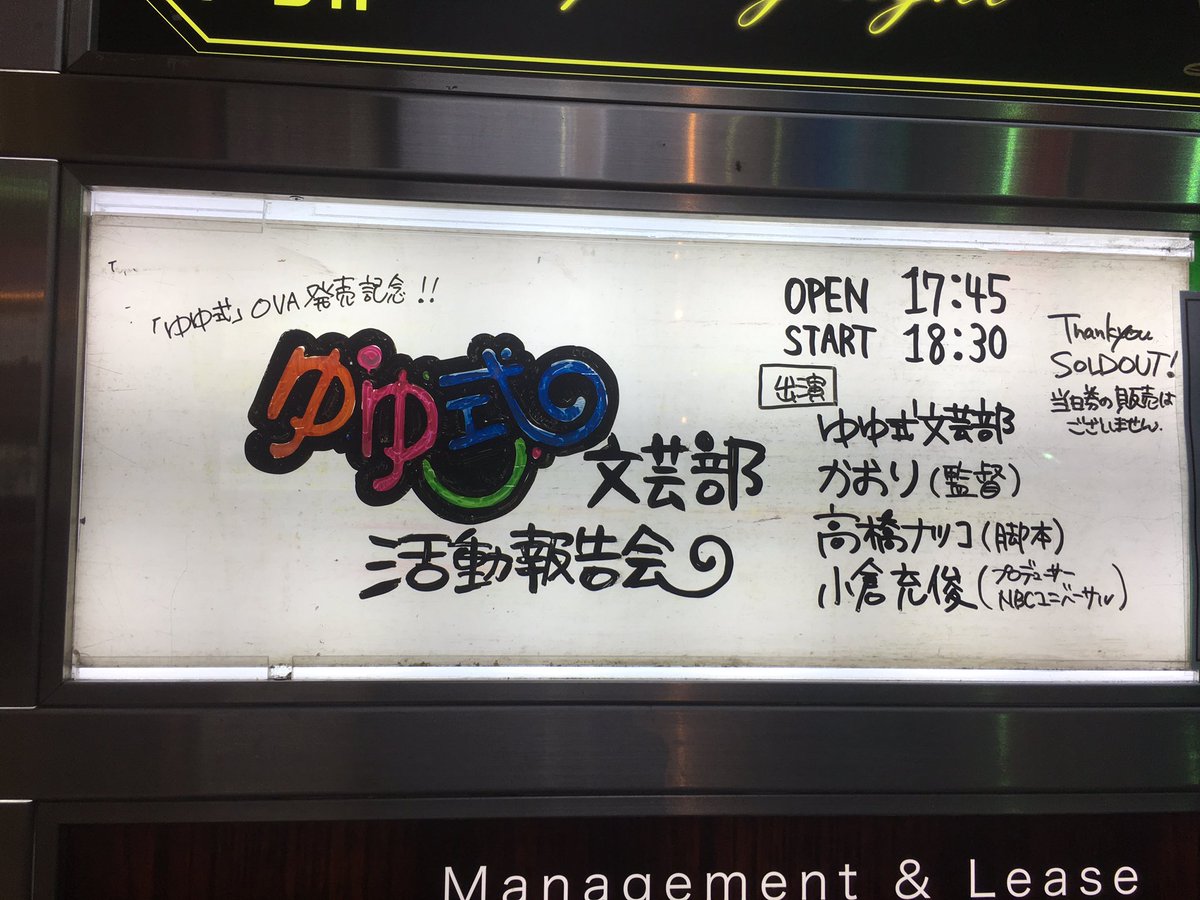 「ゆゆ式」OVA発売記念!!
ゆゆ式
文芸部
活動報告会
OPEN 17:45
START 18:30
出演
ゆゆ式文芸部
かおり(監督)
高橋ナツコ(脚本)
小倉充俊(プロデューサー
NBCユニバーサル)
Thankyou
SOLDOUT!
当日券の販売は
ございません.
Management & Lease